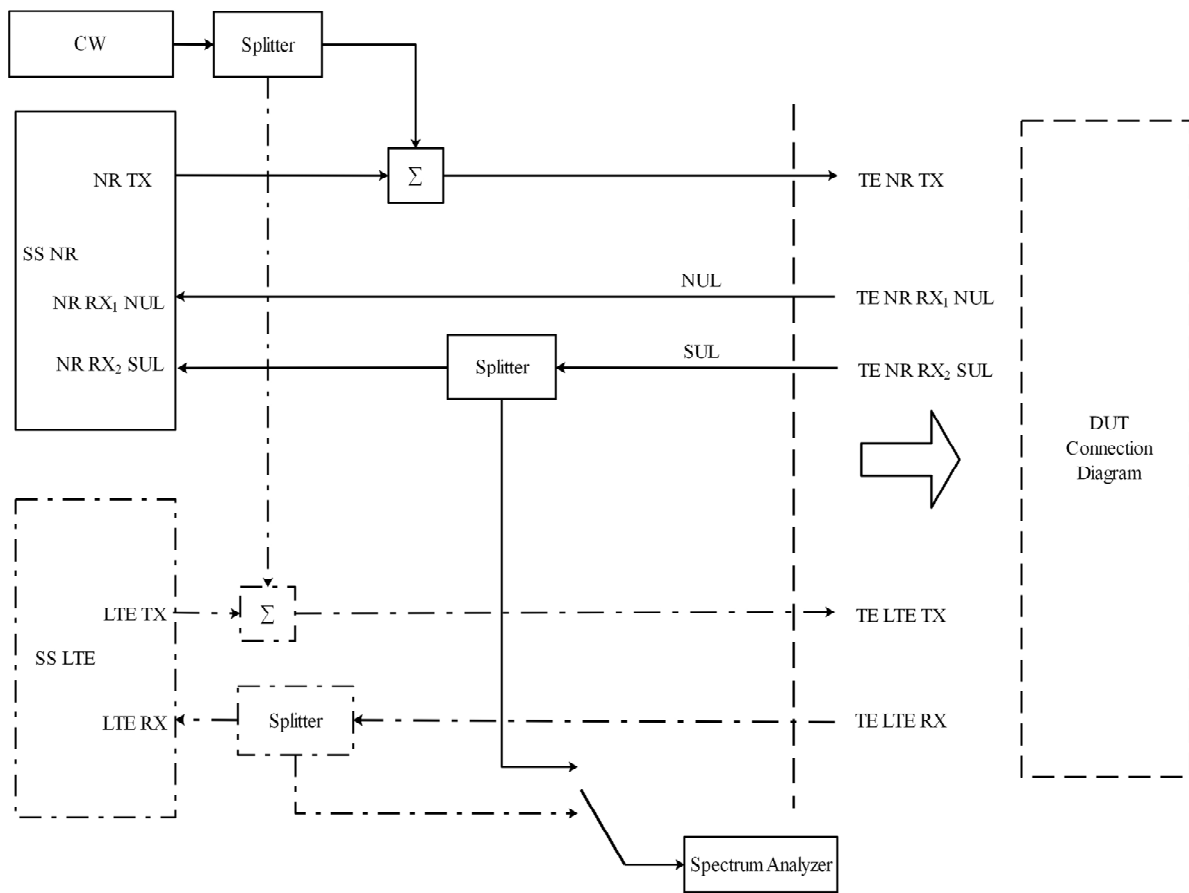 CW
Splitter
NR TX
Σ
TE NR TX
SS NR
NUL
NR RX₁ NUL
TE NR RX₁ NUL
SUL
NR RX₂ SUL
Splitter
TE NR RX₂ SUL
DUT
Connection
Diagram
LTE TX
Σ
TE LTE TX
SS LTE
LTE RX
Splitter
TE LTE RX
Spectrum Analyzer